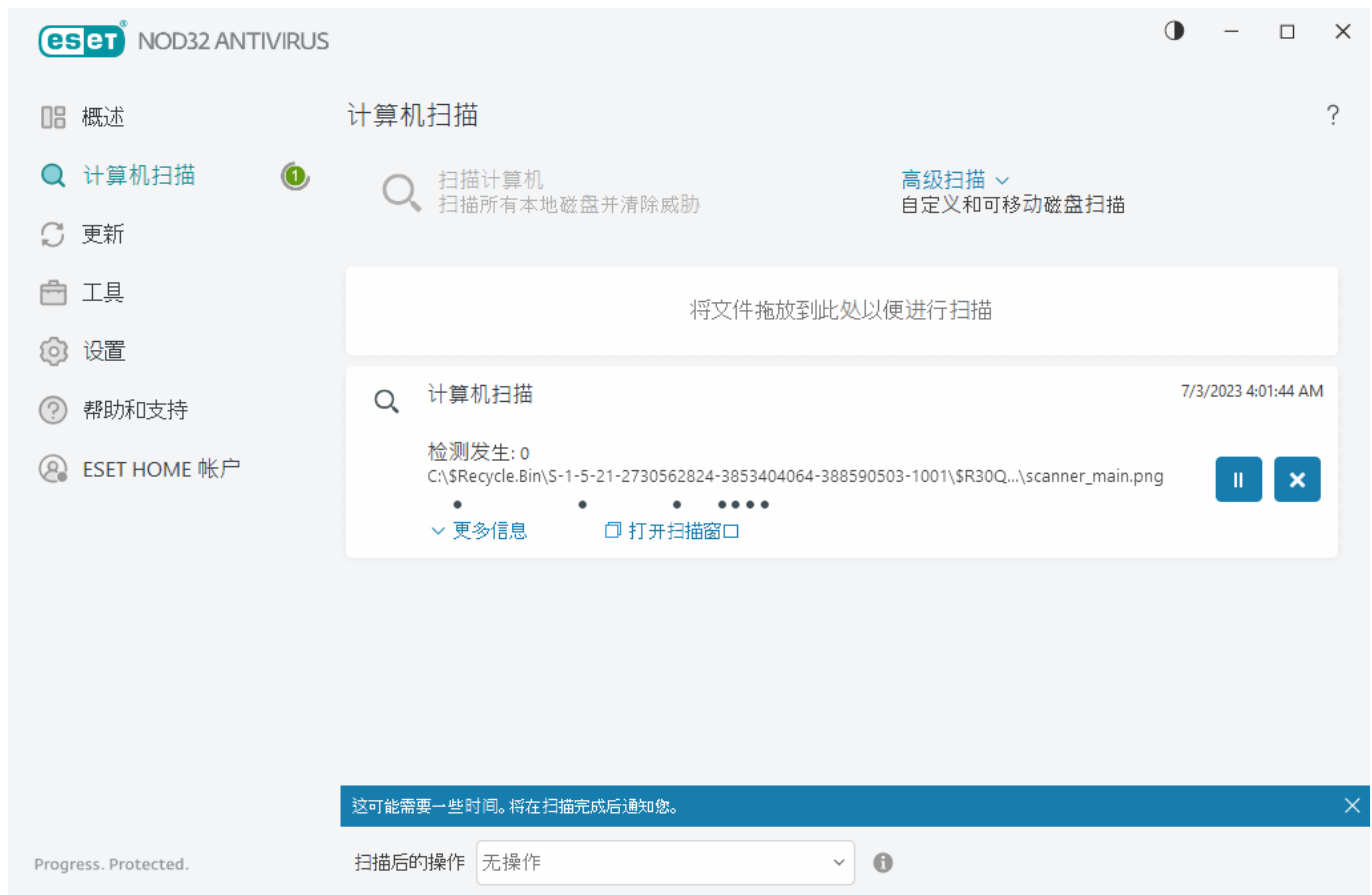 eseT® NOD32 ANTIVIRUS
概述
计算机扫描 1
更新
工具
设置
帮助和支持
ESET HOME 帐户
Progress. Protected.
计算机扫描 ?
扫描计算机
扫描所有本地磁盘并清除威胁
高级扫描
自定义和可移动磁盘扫描
将文件拖放到此处以便进行扫描
计算机扫描 7/3/2023 4:01:44 AM
检测发生: 0
C:\$Recycle.Bin\S-1-5-21-2730562824-3853404064-388590503-1001\$R30Q...\scanner_main.png
更多信息 打开扫描窗口
这可能需要一些时间。将在扫描完成后通知您。
扫描后的操作 无操作